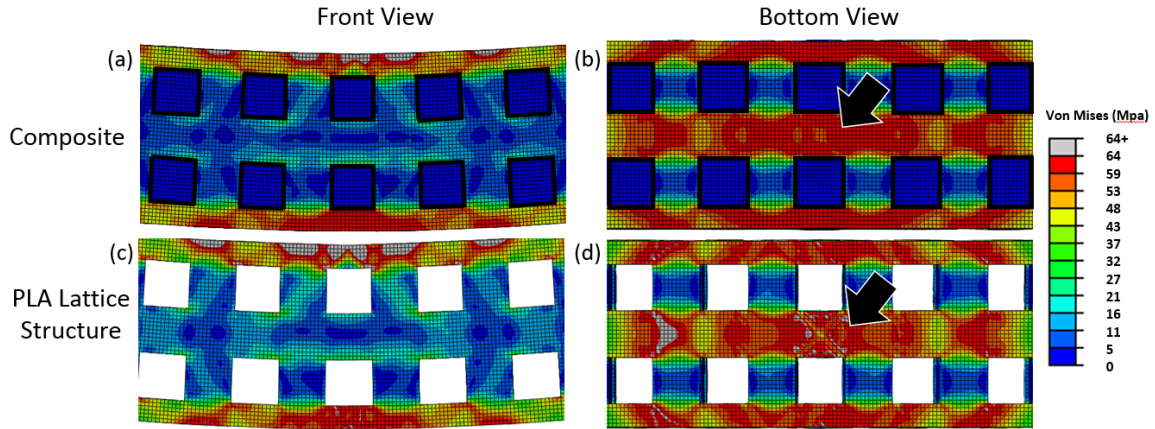 Front View
Bottom View
(a)
(b)
Composite
Von Mises (Mpa)
64+
64
59
53
48
43
37
32
27
21
16
11
5
0
(c)
(d)
PLA Lattice
Structure